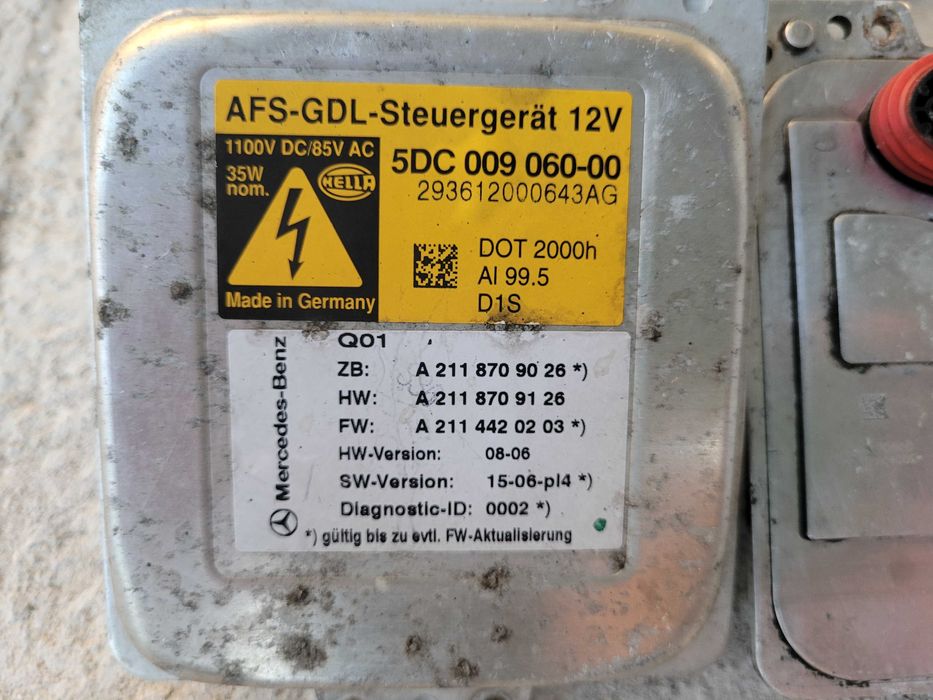 AFS-GDL-Steuergerät 12V
1100V DC/85V AC
35W
nom.
HELLA
5DC 009 060-00
293612000643AG
DOT 2000h
Al 99.5
D1S
Made in Germany
Mercedes-Benz
Q01
ZB: A 211 870 90 26 *)
HW: A 211 870 91 26
FW: A 211 442 02 03 *)
HW-Version: 08-06
SW-Version: 15-06-pl4 *)
Diagnostic-ID: 0002 *)
*) gültig bis zu evtl. FW-Aktualisierung